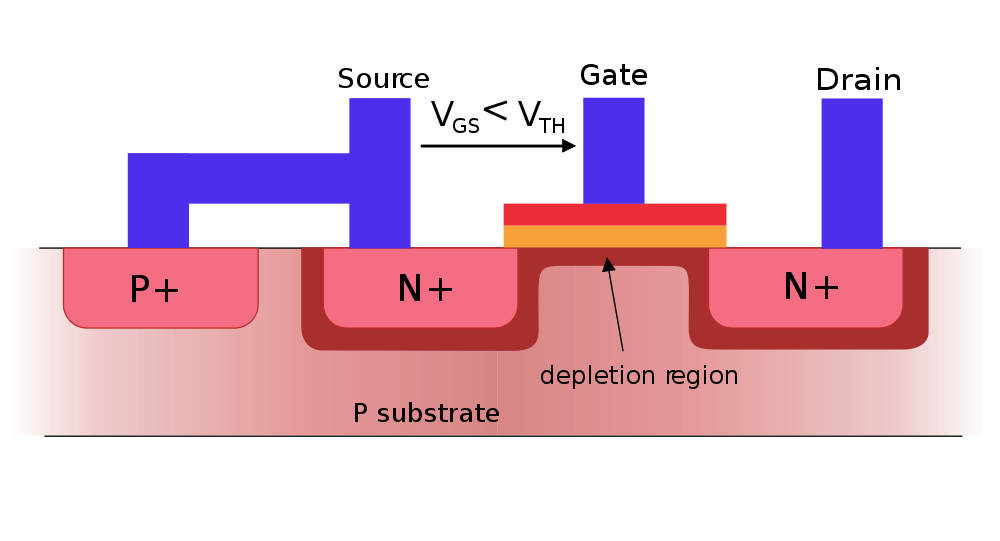 Source
Gate
Drain
VGS < VTH
P+
N+
N+
depletion region
P substrate